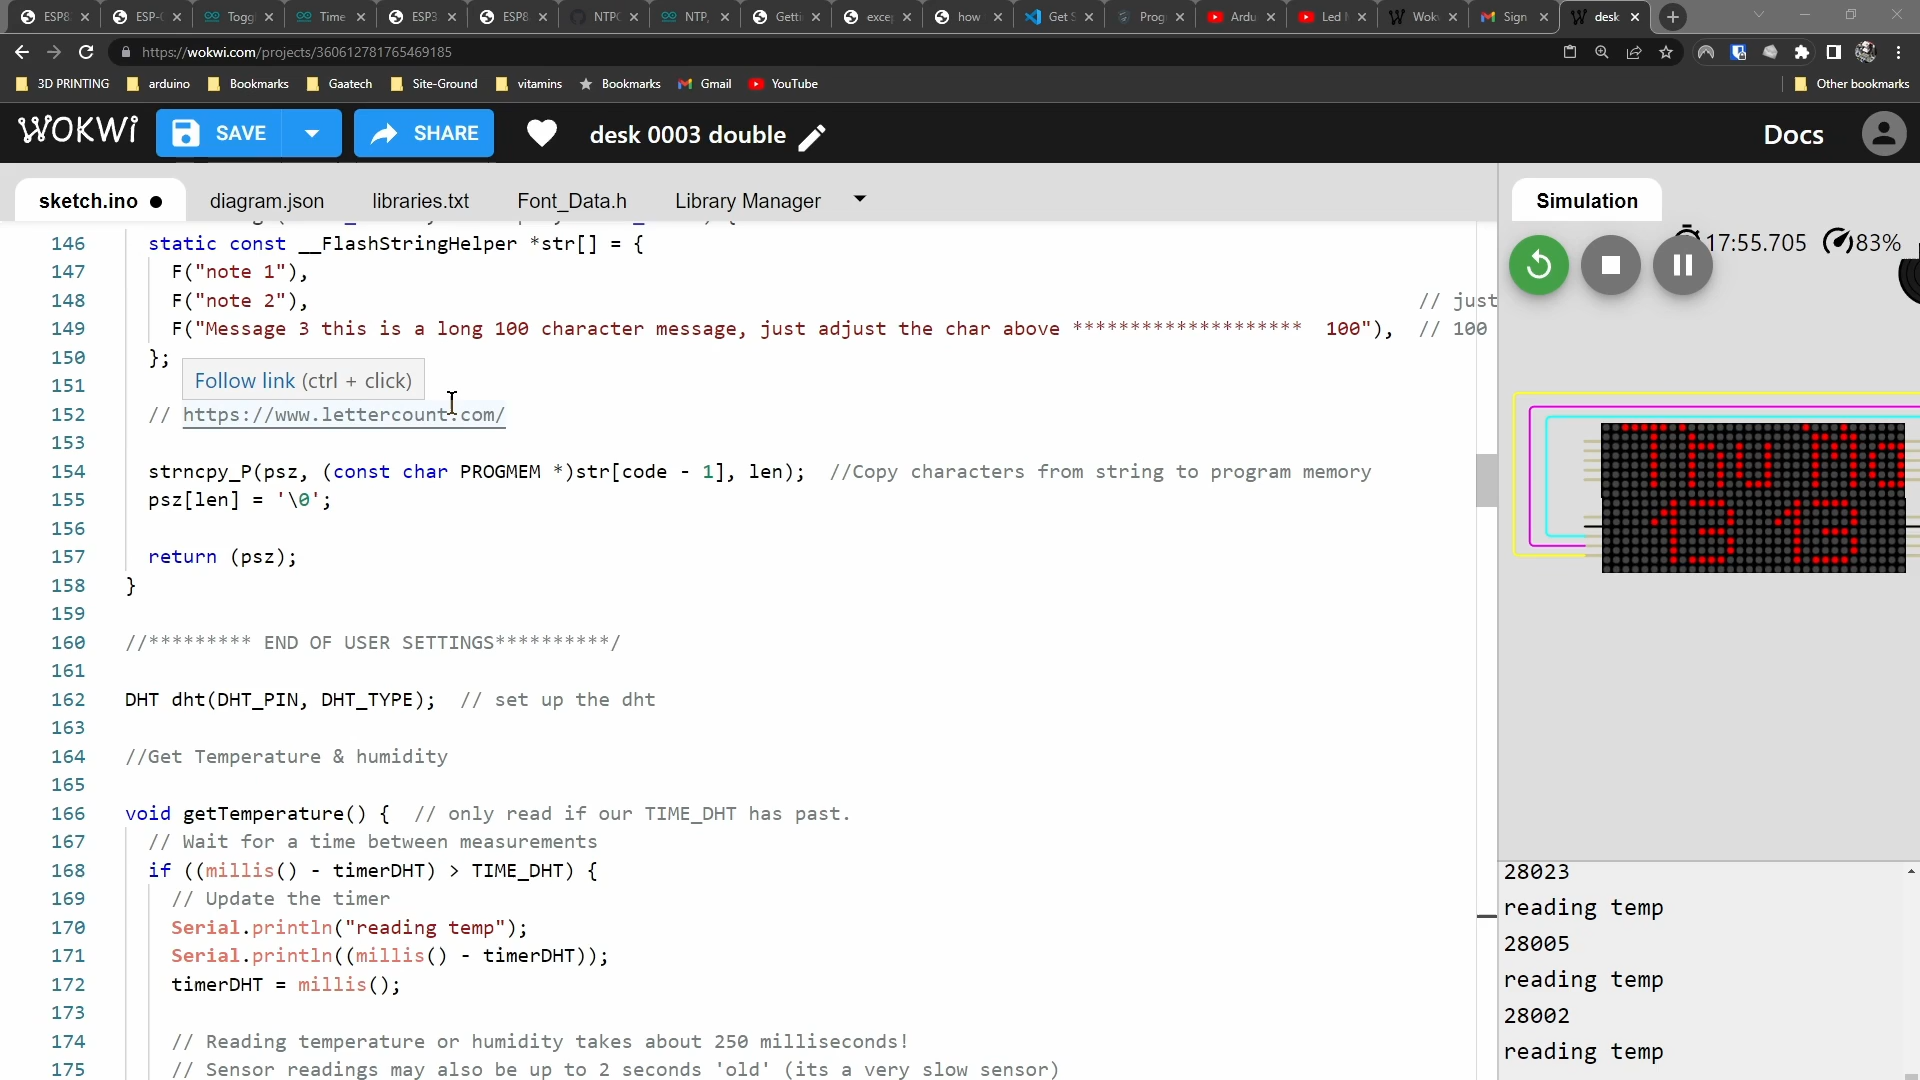 ESP8
ESP-
Toggl
Time
ESP3
ESP8
NTPC
NTP,
Getti
exce
how
Get S
Prog
Ardu
Led
Wok
Sign
desk
https://wokwi.com/projects/360612781765469185
3D PRINTING
arduino
Bookmarks
Gaatech
Site-Ground
vitamins
Bookmarks
Gmail
YouTube
Other bookmarks
WOKWI
SAVE
SHARE
desk 0003 double
Docs
sketch.ino
diagram.json
libraries.txt
Font_Data.h
Library Manager
146 static const __FlashStringHelper *str[] = {
147 F("note 1"),
148 F("note 2"), // just
149 F("Message 3 this is a long 100 character message, just adjust the char above ******************** 100"), // 100
150 };
151
Follow link (ctrl + click)
152 // https://www.lettercount.com/
153
154 strncpy_P(psz, (const char PROGMEM *)str[code - 1], len); //Copy characters from string to program memory
155 psz[len] = '\0';
156
157 return (psz);
158 }
159
160 //********* END OF USER SETTINGS**********/
161
162 DHT dht(DHT_PIN, DHT_TYPE); // set up the dht
163
164 //Get Temperature & humidity
165
166 void getTemperature() { // only read if our TIME_DHT has past.
167 // Wait for a time between measurements
168 if ((millis() - timerDHT) > TIME_DHT) {
169 // Update the timer
170 Serial.println("reading temp");
171 Serial.println((millis() - timerDHT));
172 timerDHT = millis();
173
174 // Reading temperature or humidity takes about 250 milliseconds!
175 // Sensor readings may also be up to 2 seconds 'old' (its a very slow sensor)
Simulation
17:55.705
83%
28023
reading temp
28005
reading temp
28002
reading temp